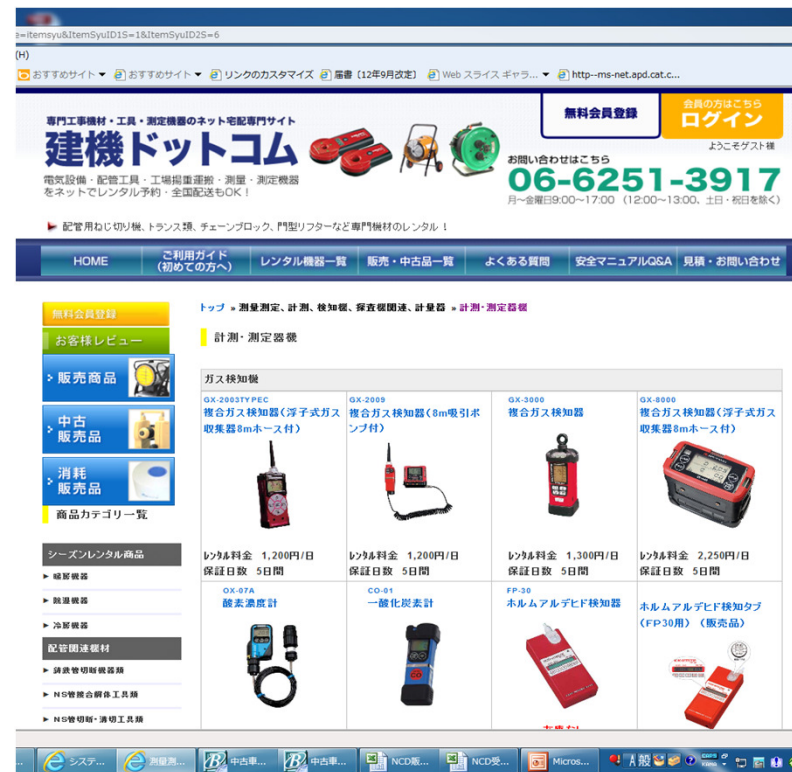 e=itemsyu&ItemSyuID1S=1&ItemSyuID2S=6
(H)
おすすめサイト ▼ おすすめサイト ▼ リンクのカスタマイズ 届書〔12年9月改定〕 Web スライス ギャラ... ▼ http--ms-net.apd.cat.c...
専門工事機材・工具・測定機器のネット宅配専門サイト
建機ドットコム
電気設備・配管工具・工場揚重運搬・測量・測定機器
をネットでレンタル予約・全国配送もOK！
無料会員登録
会員の方はこちら
ログイン
ようこそゲスト様
お問い合わせはこちら
06-6251-3917
月～金曜日9:00～17:00 （12:00～13:00、土日・祝日を除く）
配管用ねじ切り機、トランス類、チェーンブロック、門型リフターなど専門機材のレンタル！
HOME
ご利用ガイド
(初めての方へ)
レンタル機器一覧
販売・中古品一覧
よくある質問
安全マニュアルQ&A
見積・お問い合わせ
無料会員登録
お客様レビュー
販売商品
中古
販売品
消耗
販売品
商品カテゴリー一覧
シーズンレンタル商品
暖房機器
除湿機器
冷房機器
配管関連機材
鋳鉄管切断機器類
NS管接合胴体工具類
NS管切断・溝切工具類
トップ » 測量測定、計測、検知機、探査機関連、計量器 » 計測・測定器機
計測・測定器機
ガス検知機
GX-2003TYPEC
複合ガス検知器（浮子式ガス
収集器8mホース付）
レンタル料金 1,200円/日
保証日数 5日間
GX-2009
複合ガス検知器（8m吸引ポ
ンプ付）
レンタル料金 1,200円/日
保証日数 5日間
GX-3000
複合ガス検知器
レンタル料金 1,300円/日
保証日数 5日間
GX-8000
複合ガス検知器（浮子式ガス
収集器8mホース付）
レンタル料金 2,250円/日
保証日数 5日間
OX-07A
酸素濃度計
CO-01
一酸化炭素計
FP-30
ホルムアルデヒド検知器
ホルムアルデヒド検知タブ
（FP30用）（販売品）
... システ... 測量測... 中古車... 中古車... NCD販... NCD受... Micros... A 般